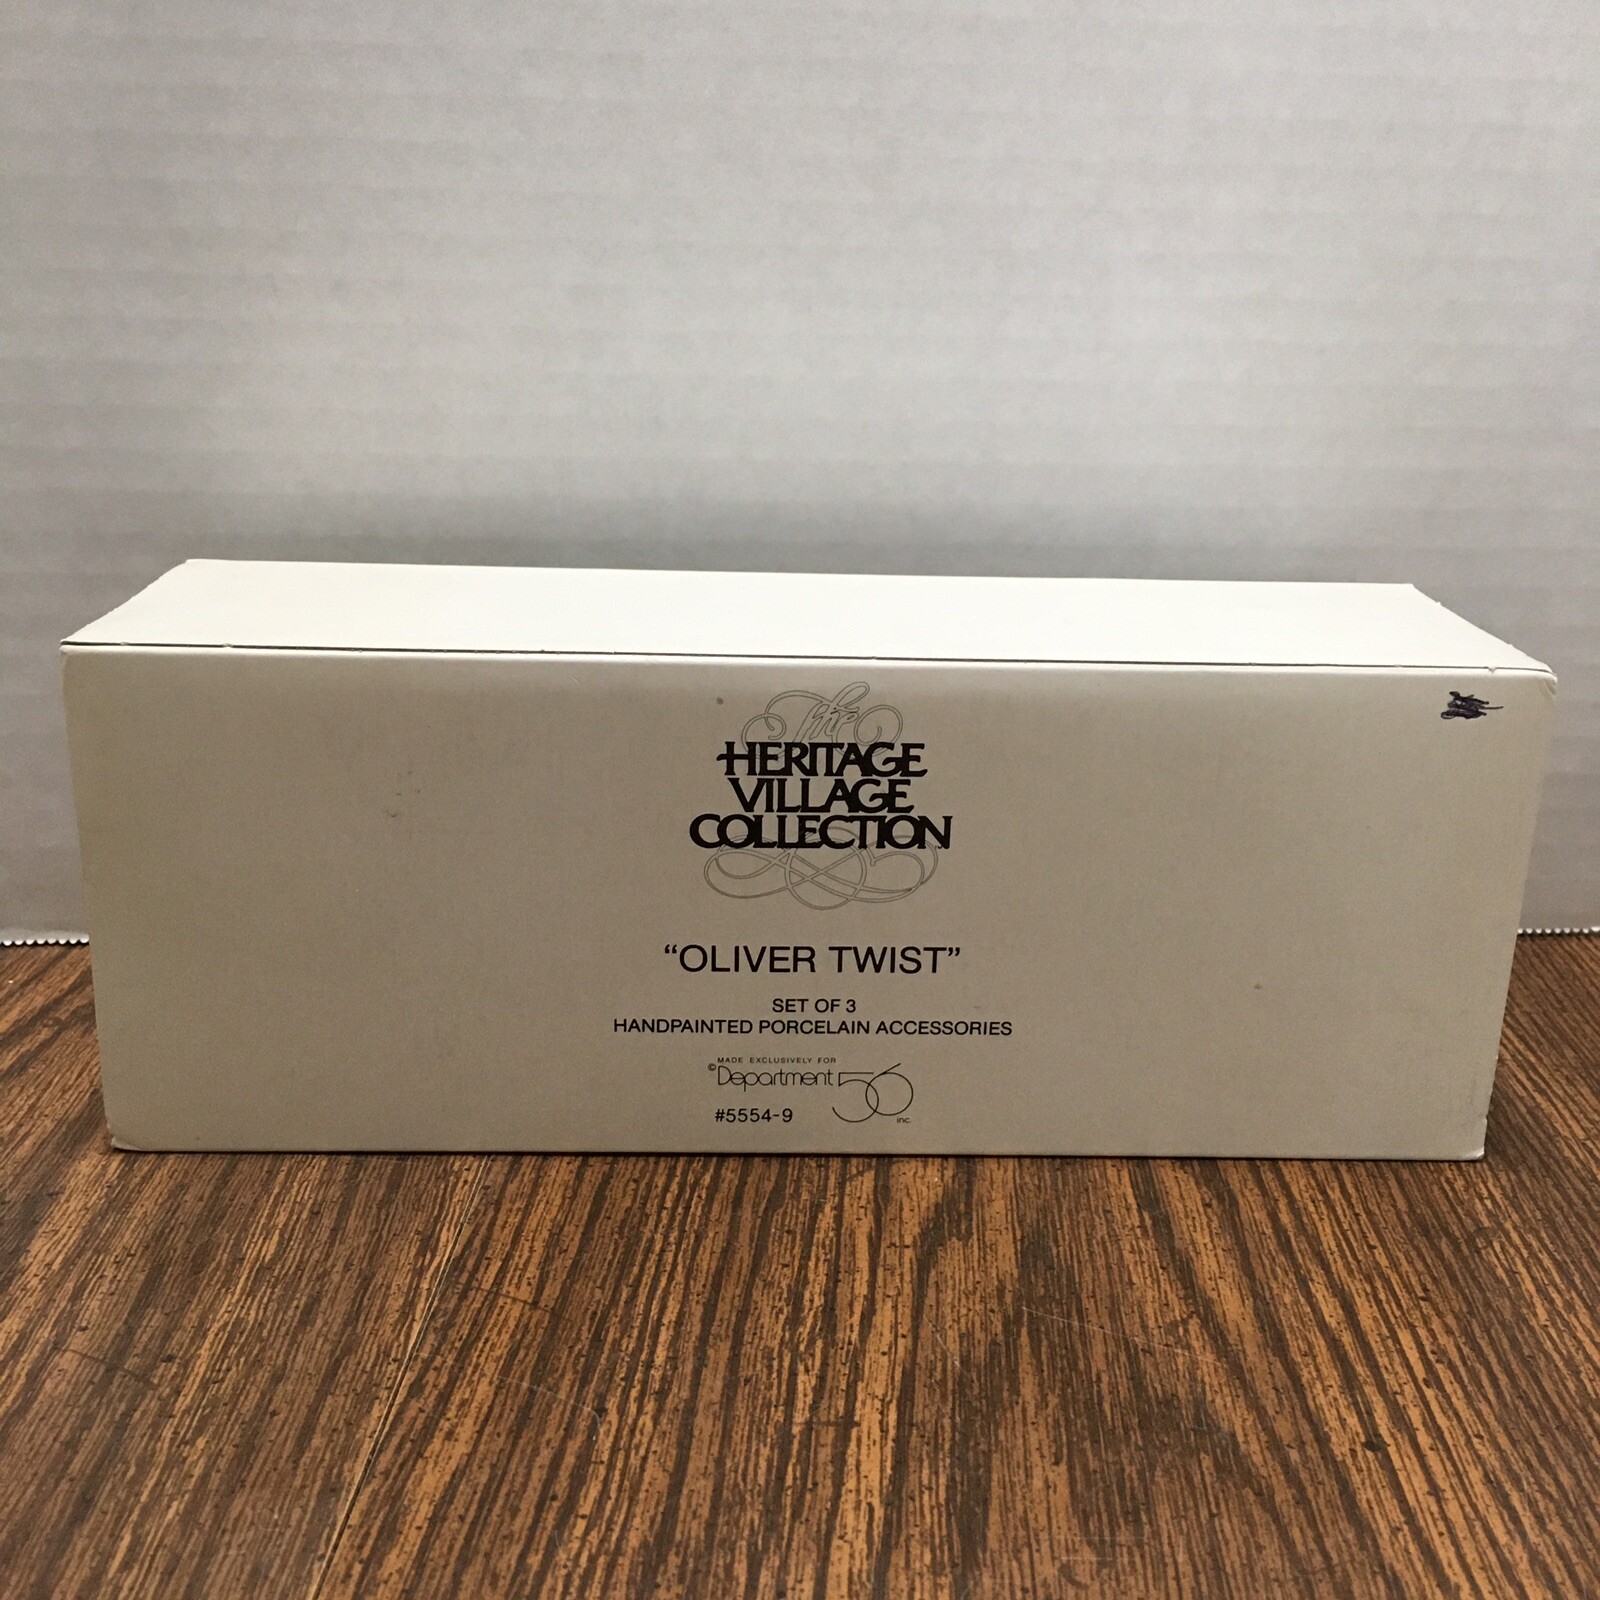 The
HERITAGE
VILLAGE
COLLECTION
“OLIVER TWIST”
SET OF 3
HANDPAINTED PORCELAIN ACCESSORIES
MADE EXCLUSIVELY FOR
©Department 56 inc.
#5554-9